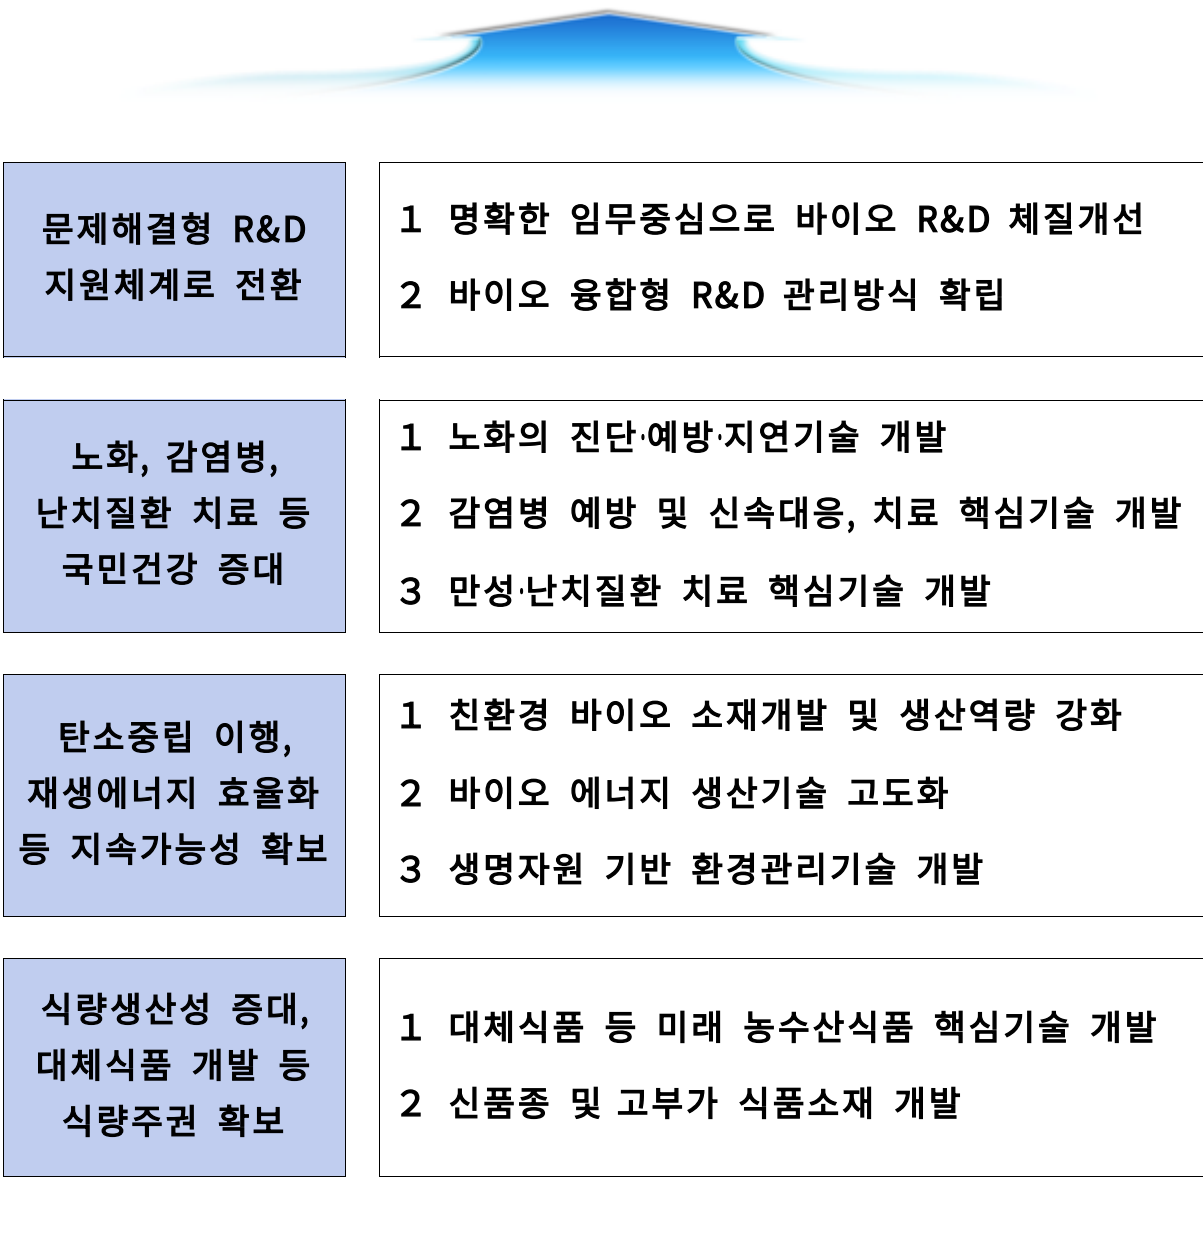 문제해결형 R&D
지원체계로 전환
1 명확한 임무중심으로 바이오 R&D 체질개선
2 바이오 융합형 R&D 관리방식 확립
노화, 감염병,
난치질환 치료 등
국민건강 증대
1 노화의 진단·예방·지연기술 개발
2 감염병 예방 및 신속대응, 치료 핵심기술 개발
3 만성·난치질환 치료 핵심기술 개발
탄소중립 이행,
재생에너지 효율화
등 지속가능성 확보
1 친환경 바이오 소재개발 및 생산역량 강화
2 바이오 에너지 생산기술 고도화
3 생명자원 기반 환경관리기술 개발
식량생산성 증대,
대체식품 개발 등
식량주권 확보
1 대체식품 등 미래 농수산식품 핵심기술 개발
2 신품종 및 고부가 식품소재 개발